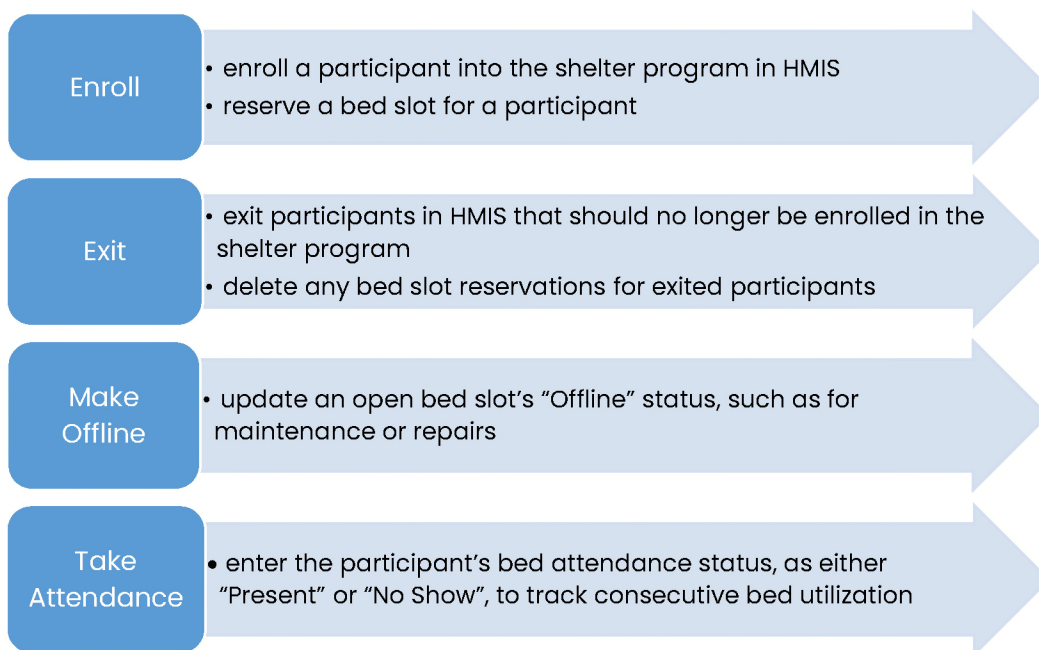 Enroll
• enroll a participant into the shelter program in HMIS
• reserve a bed slot for a participant
Exit
• exit participants in HMIS that should no longer be enrolled in the
shelter program
• delete any bed slot reservations for exited participants
Make
Offline
• update an open bed slot’s “Offline” status, such as for
maintenance or repairs
Take
Attendance
• enter the participant’s bed attendance status, as either
“Present” or “No Show”, to track consecutive bed utilization